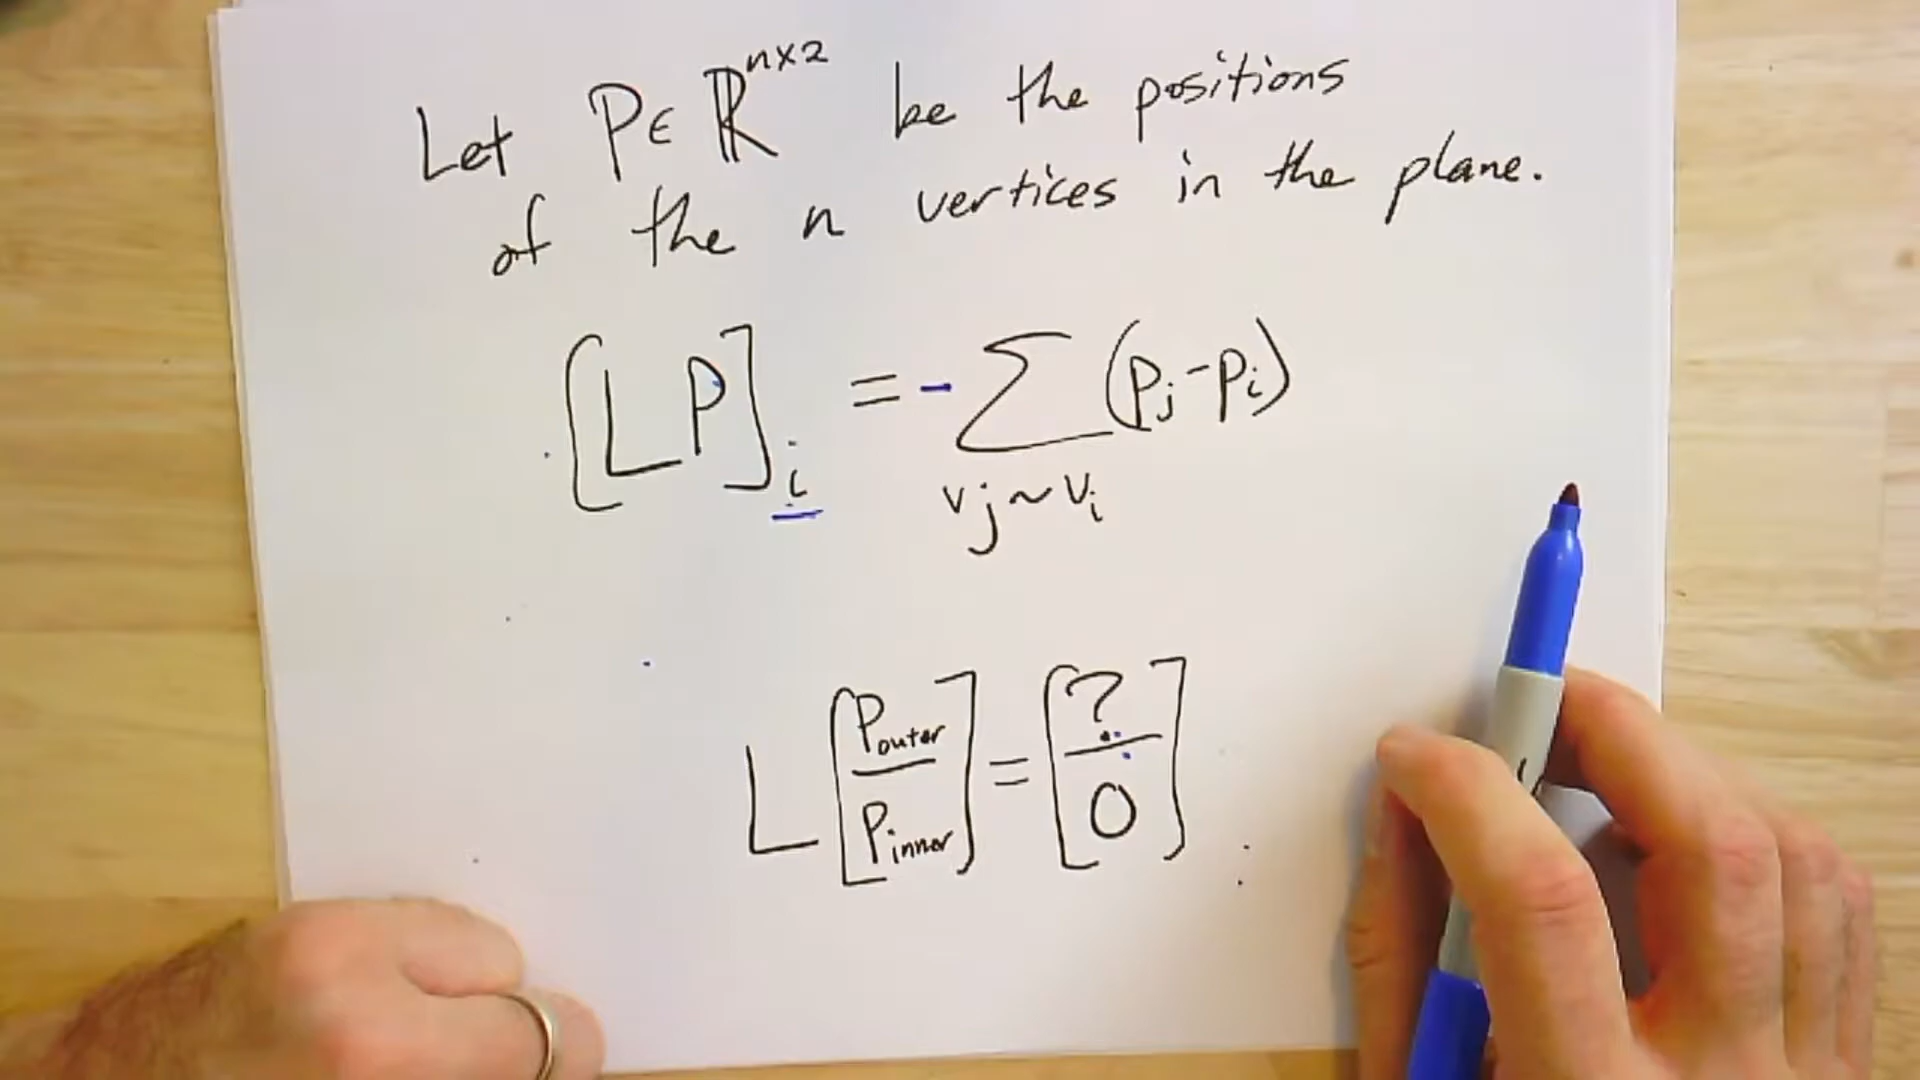 Let P∈ℝ^{n×2} be the positions
of the n vertices in the plane.
[LP]_i = -∑_{v_j~v_i} (p_j - p_i)
L [P_outer / P_inner] = [? / 0]